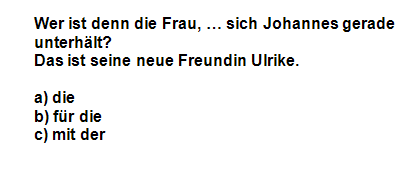 Wer ist denn die Frau, … sich Johannes gerade
unterhält?
Das ist seine neue Freundin Ulrike.
a) die
b) für die
c) mit der